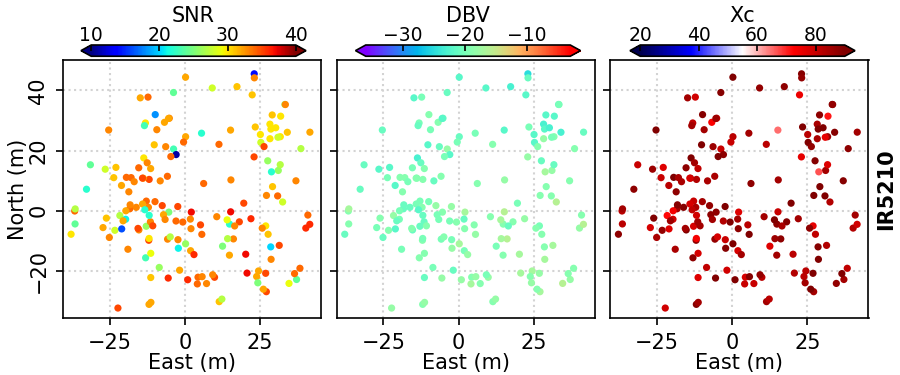 SNR DBV Xc
10 20 30 40 −30 −20 −10 20 40 60 80
40
20
0
−20
North (m)
IR5210
−25 0 25 −25 0 25 −25 0 25
East (m) East (m) East (m)